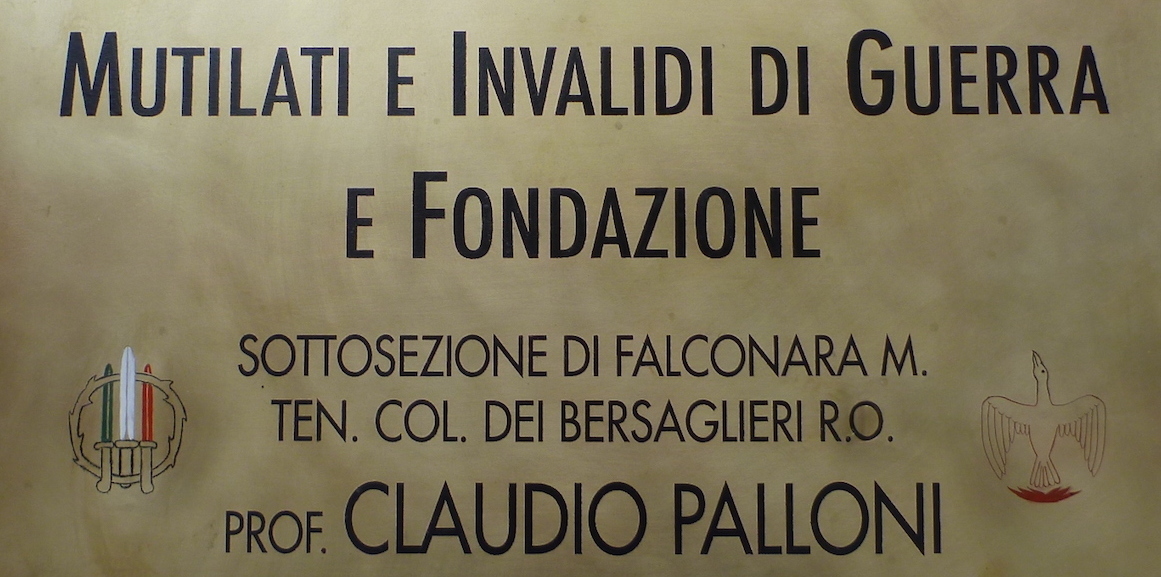 MUTILATI E INVALIDI DI GUERRA
E FONDAZIONE
SOTTOSEZIONE DI FALCONARA M.
TEN. COL. DEI BERSAGLIERI R.O.
PROF. CLAUDIO PALLONI